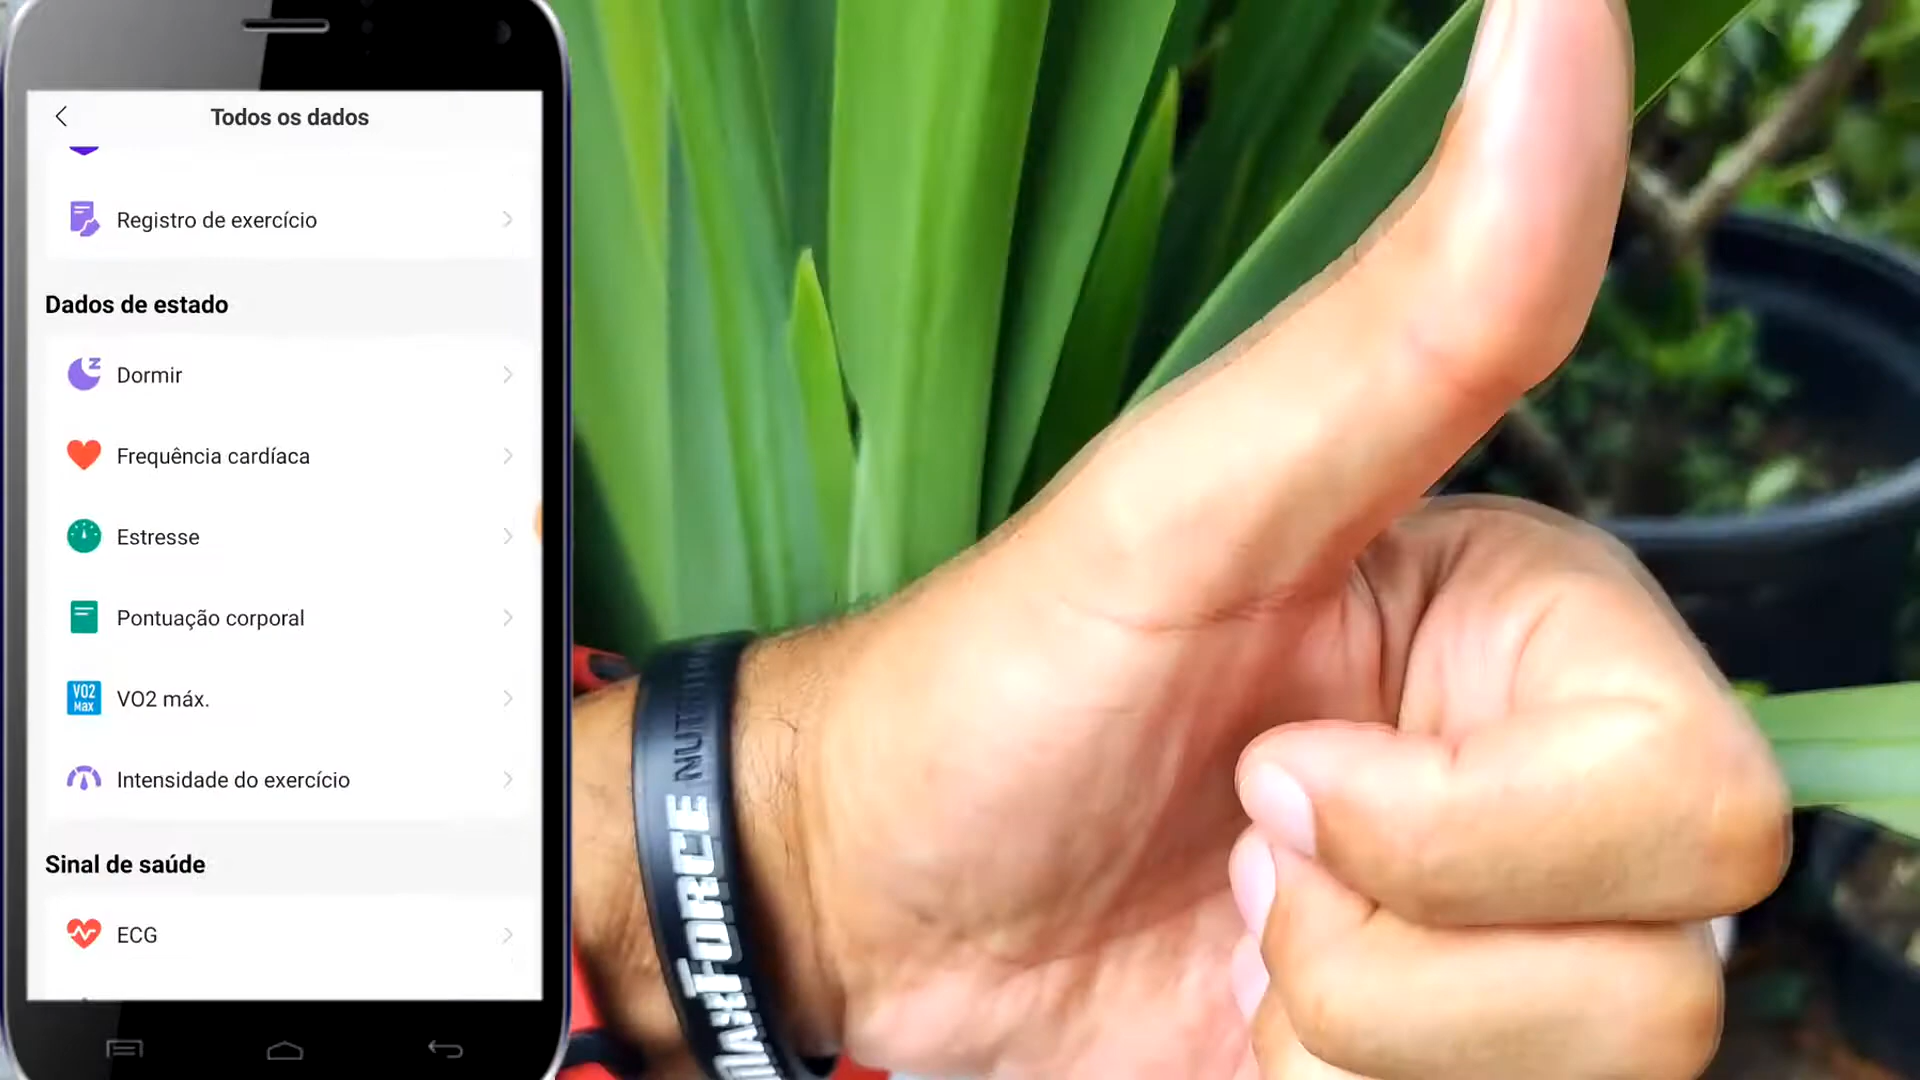 Todos os dados
Registro de exercício
Dados de estado
Dormir
Frequência cardíaca
Estresse
Pontuação corporal
VO2
Max
VO2 máx.
Intensidade do exercício
Sinal de saúde
ECG
MAXFORCE